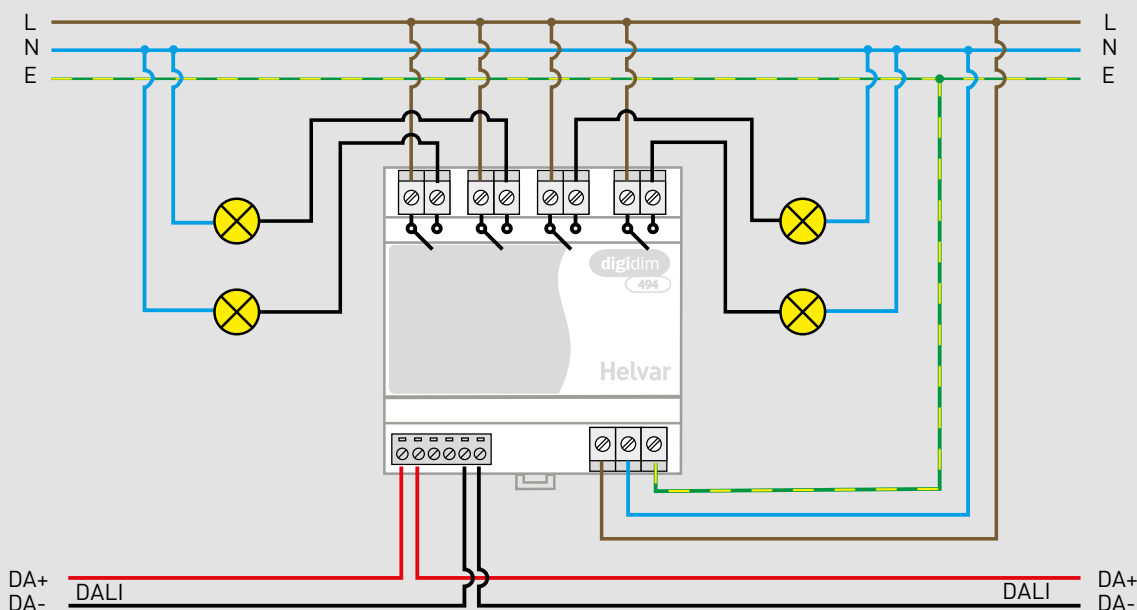 L L
N N
E E
digidim
494
Helvar
DA+ DA+
DALI DALI
DA- DA-